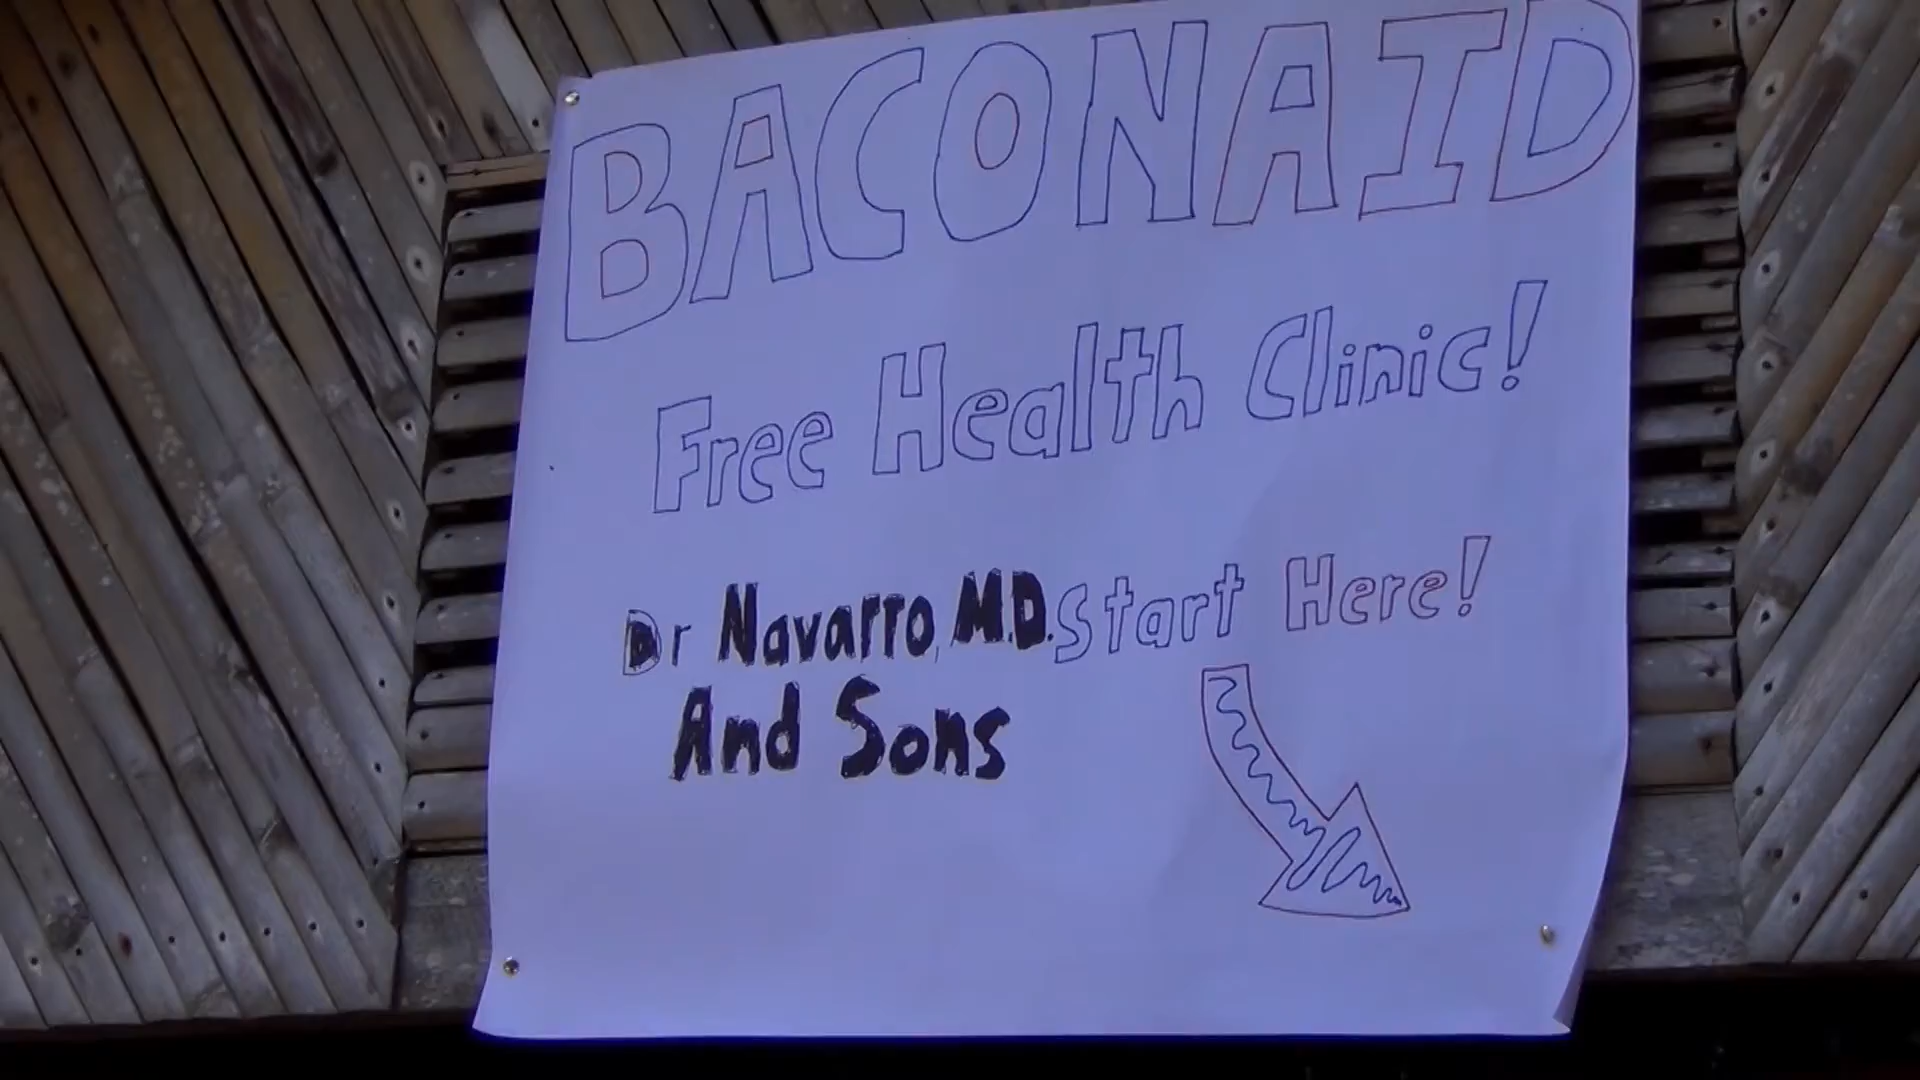 BACONAID
Free Health Clinic!
Dr Navarro, M.D. Start Here!
And Sons